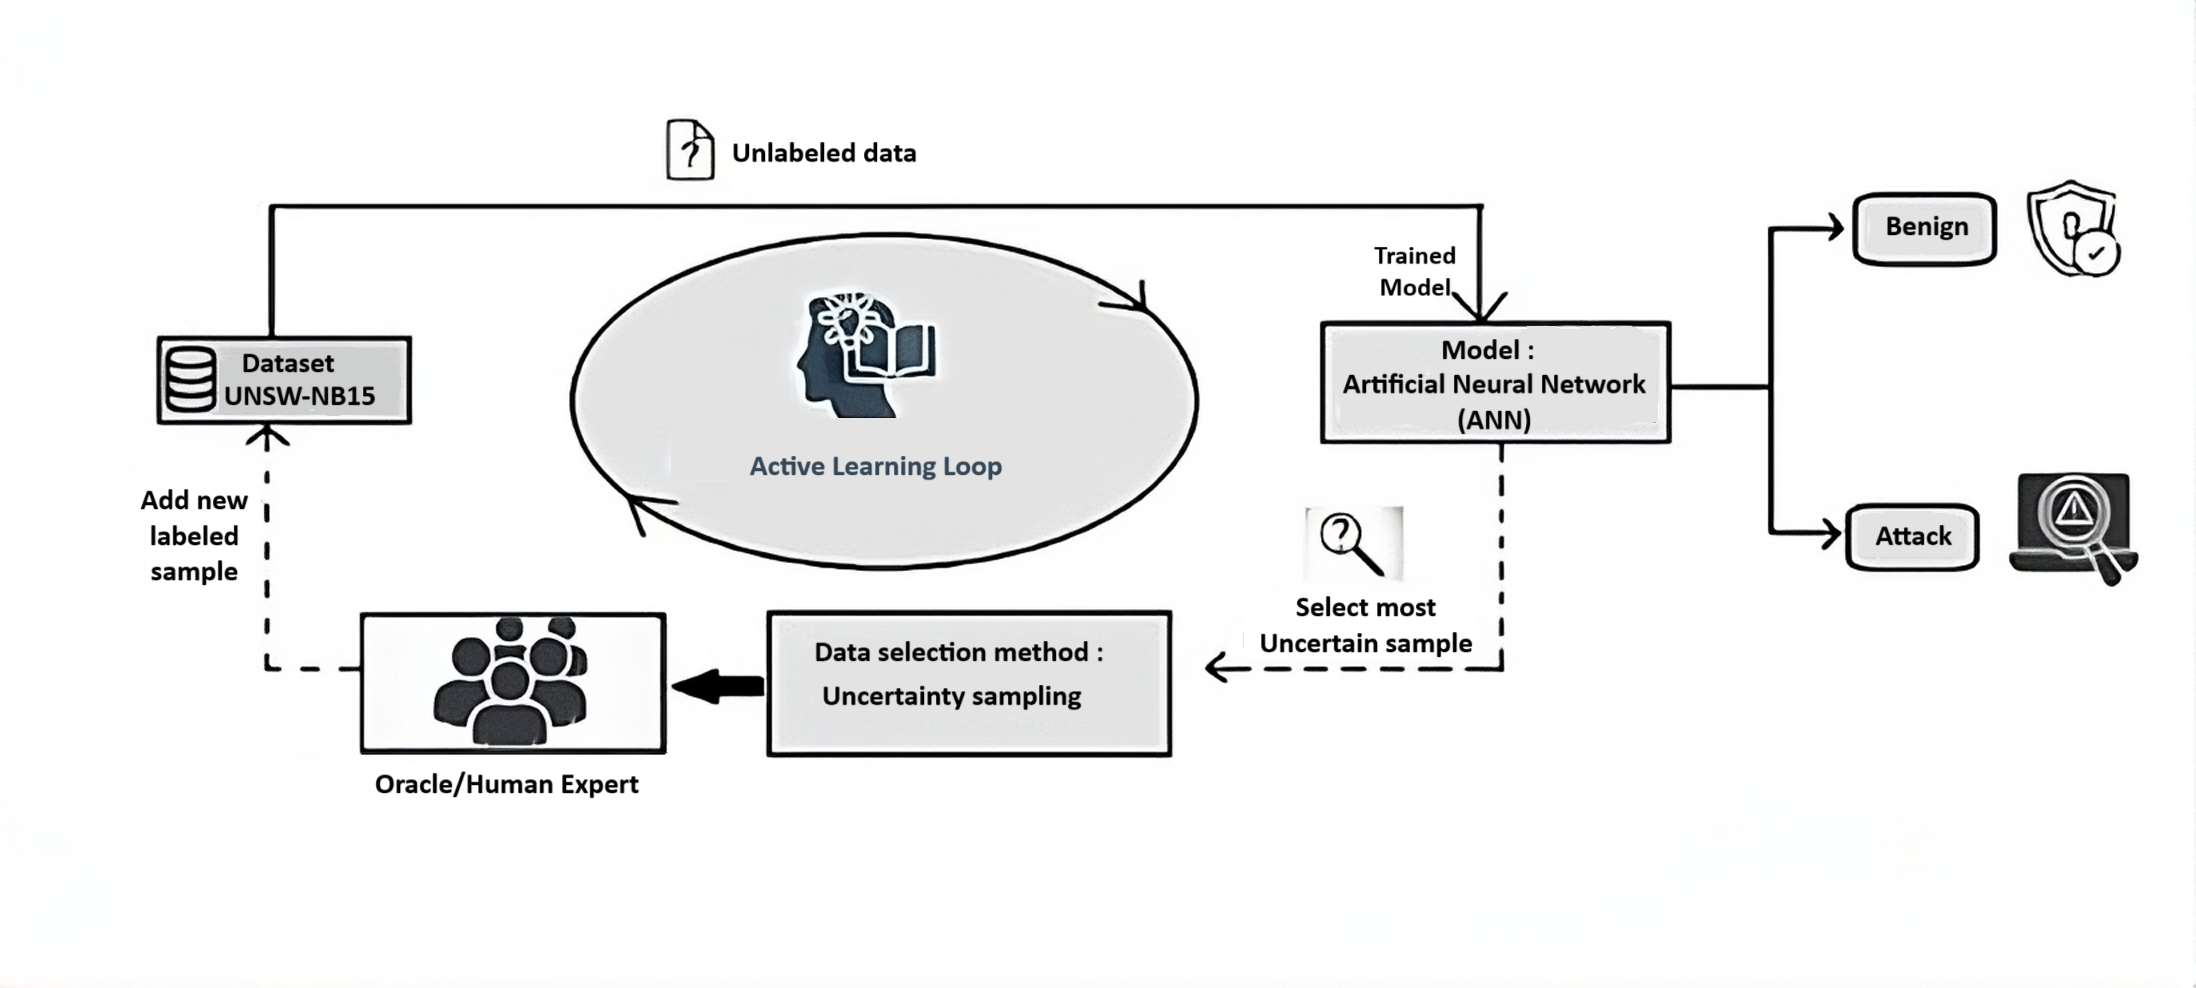 Unlabeled data
Trained
Model
Benign
Dataset
UNSW-NB15
Model :
Artificial Neural Network
(ANN)
Active Learning Loop
Add new
labeled
sample
Attack
Select most
Uncertain sample
Data selection method :
Uncertainty sampling
Oracle/Human Expert